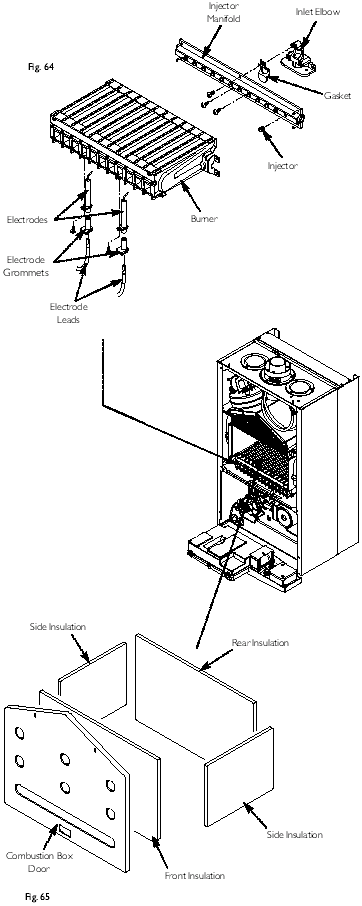 Injector
Manifold
Inlet Elbow
Fig. 64
Gasket
Injector
Burner
Electrodes
Electrode
Grommets
Electrode
Leads
Side Insulation
Rear Insulation
Side Insulation
Combustion Box
Door
Front Insulation
Fig. 65